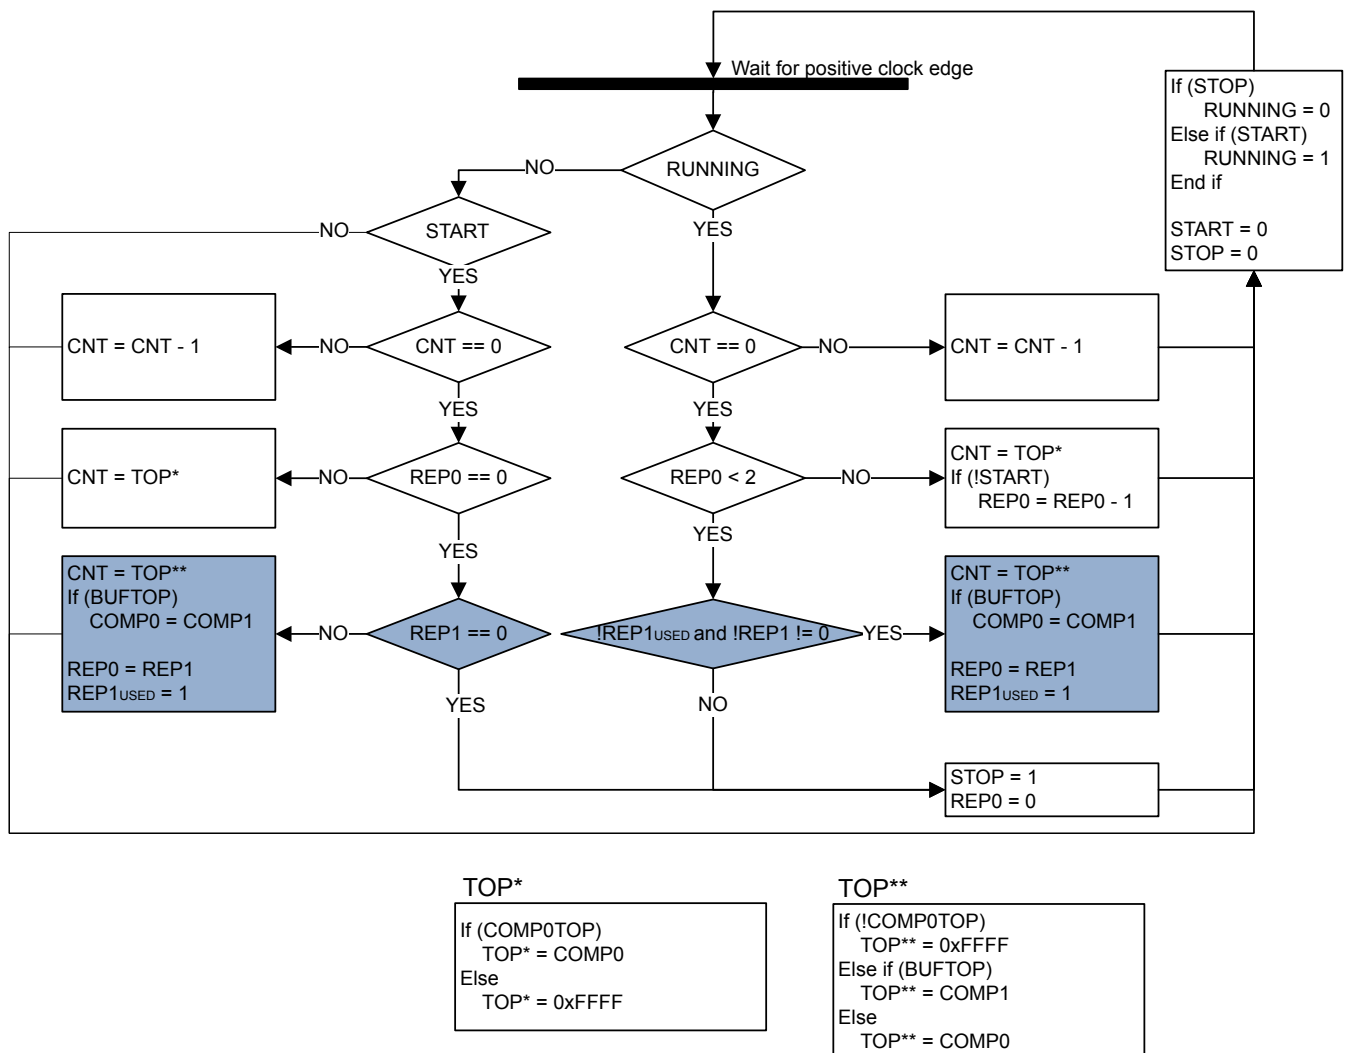 Wait for positive clock edge
If (STOP)
RUNNING = 0
Else if (START)
RUNNING = 1
End if
START = 0
STOP = 0
RUNNING
NO
YES
START
NO
YES
CNT = CNT - 1
NO
CNT == 0
YES
CNT == 0
NO
YES
CNT = CNT - 1
CNT = TOP*
NO
REP0 == 0
YES
REP0 < 2
NO
YES
CNT = TOP*
If (!START)
REP0 = REP0 - 1
CNT = TOP**
If (BUFTOP)
COMP0 = COMP1
REP0 = REP1
REP1USED = 1
NO
REP1 == 0
YES
!REP1USED and !REP1 != 0
YES
NO
CNT = TOP**
If (BUFTOP)
COMP0 = COMP1
REP0 = REP1
REP1USED = 1
STOP = 1
REP0 = 0
TOP*
If (COMP0TOP)
TOP* = COMP0
Else
TOP* = 0xFFFF
TOP**
If (!COMP0TOP)
TOP** = 0xFFFF
Else if (BUFTOP)
TOP** = COMP1
Else
TOP** = COMP0